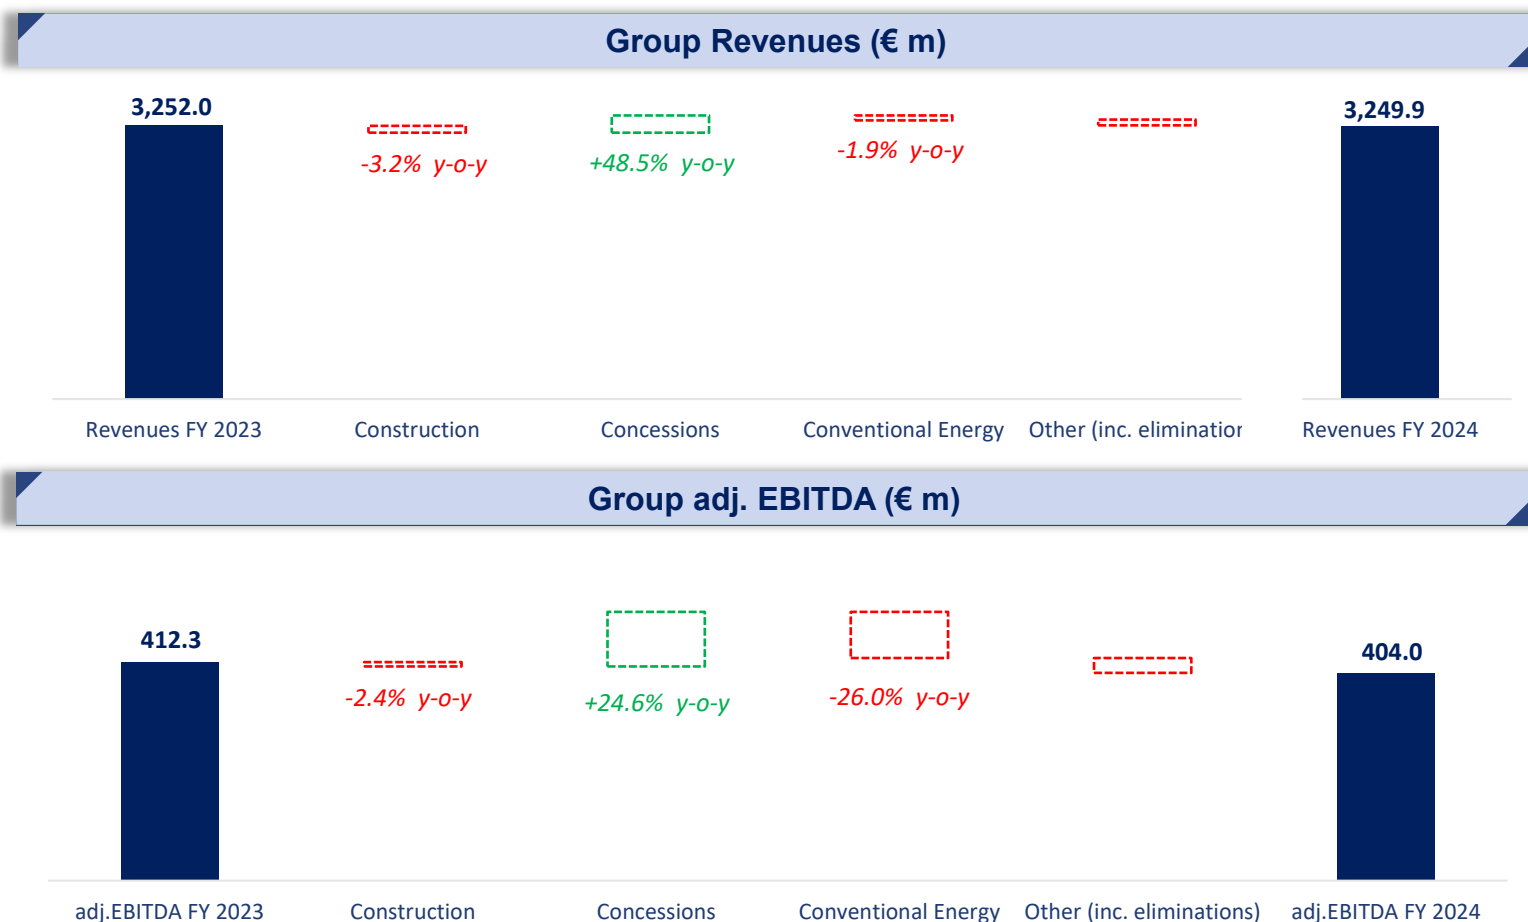 Group Revenues (€ m)
3,252.0
3,249.9
-3.2% y-o-y
+48.5% y-o-y
-1.9% y-o-y
Revenues FY 2023
Construction
Concessions
Conventional Energy
Other (inc. elimination
Revenues FY 2024
Group adj. EBITDA (€ m)
412.3
404.0
-2.4% y-o-y
+24.6% y-o-y
-26.0% y-o-y
adj.EBITDA FY 2023
Construction
Concessions
Conventional Energy
Other (inc. eliminations)
adj.EBITDA FY 2024